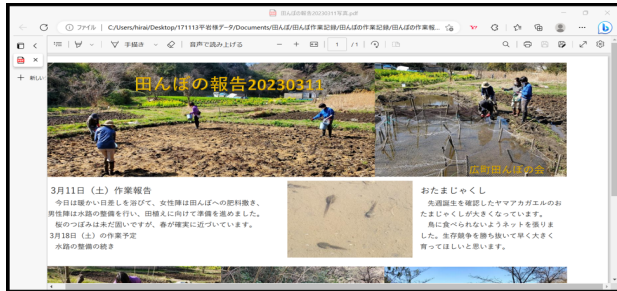 田んぼの報告20230311写真.pdf
ファイル C:/Users/hirai/Desktop/171113平岩様データ/Documents/田んぼ/田んぼ作業記録/田んぼの作業記録/田んぼの作業報...
手描き
音声で読み上げる
1 /1
新しい
田んぼの報告20230311
広町田んぼの会
3月11日（土）作業報告
今日は暖かい日差しを浴びて、女性陣は田んぼへの肥料撒き、
男性陣は水路の整備を行い、田植えに向けて準備を進めました。
桜のつぼみは未だ固いですが、春が確実に近づいています。
3月18日（土）の作業予定
水路の整備の続き
おたまじゃくし
先週誕生を確認したヤマアカガエルのお
たまじゃくしが大きくなっています。
鳥に食べられないようネットを張りま
した。生存競争を勝ち抜いて早く大きく
育ってほしいと思います。